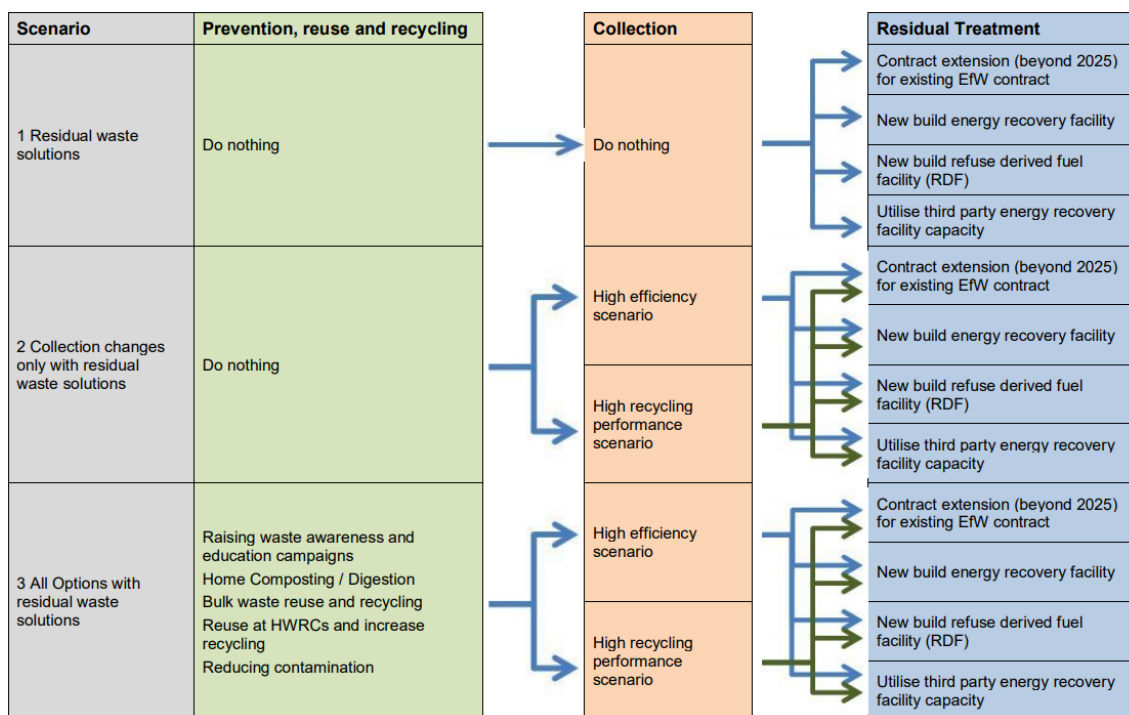 Scenario
Prevention, reuse and recycling
Collection
Residual Treatment
1 Residual waste
solutions
Do nothing
Do nothing
Contract extension (beyond 2025)
for existing EfW contract
New build energy recovery facility
New build refuse derived fuel
facility (RDF)
Utilise third party energy recovery
facility capacity
2 Collection changes
only with residual
waste solutions
Do nothing
High efficiency
scenario
High recycling
performance
scenario
Contract extension (beyond 2025)
for existing EfW contract
New build energy recovery facility
New build refuse derived fuel
facility (RDF)
Utilise third party energy recovery
facility capacity
3 All Options with
residual waste
solutions
Raising waste awareness and
education campaigns
Home Composting / Digestion
Bulk waste reuse and recycling
Reuse at HWRCs and increase
recycling
Reducing contamination
High efficiency
scenario
High recycling
performance
scenario
Contract extension (beyond 2025)
for existing EfW contract
New build energy recovery facility
New build refuse derived fuel
facility (RDF)
Utilise third party energy recovery
facility capacity